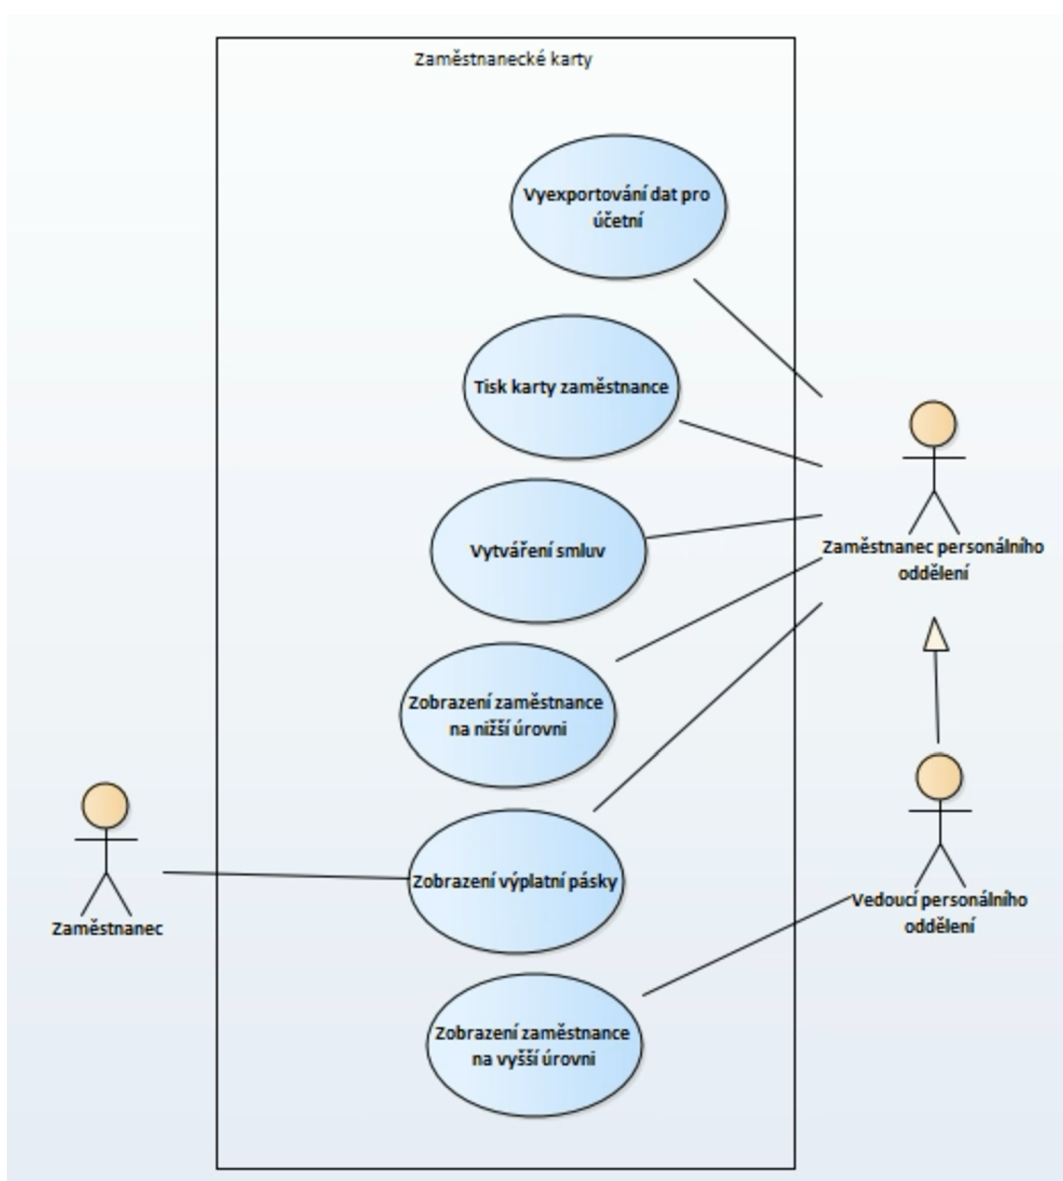 Zaměstnanecké karty
Vyexportování dat pro
účetní
Tisk karty zaměstnance
Vytváření smluv
Zaměstnanec personálního
oddělení
Zobrazení zaměstnance
na nižší úrovni
Zobrazení výplatní pásky
Zaměstnanec
Vedoucí personálního
oddělení
Zobrazení zaměstnance
na vyšší úrovni